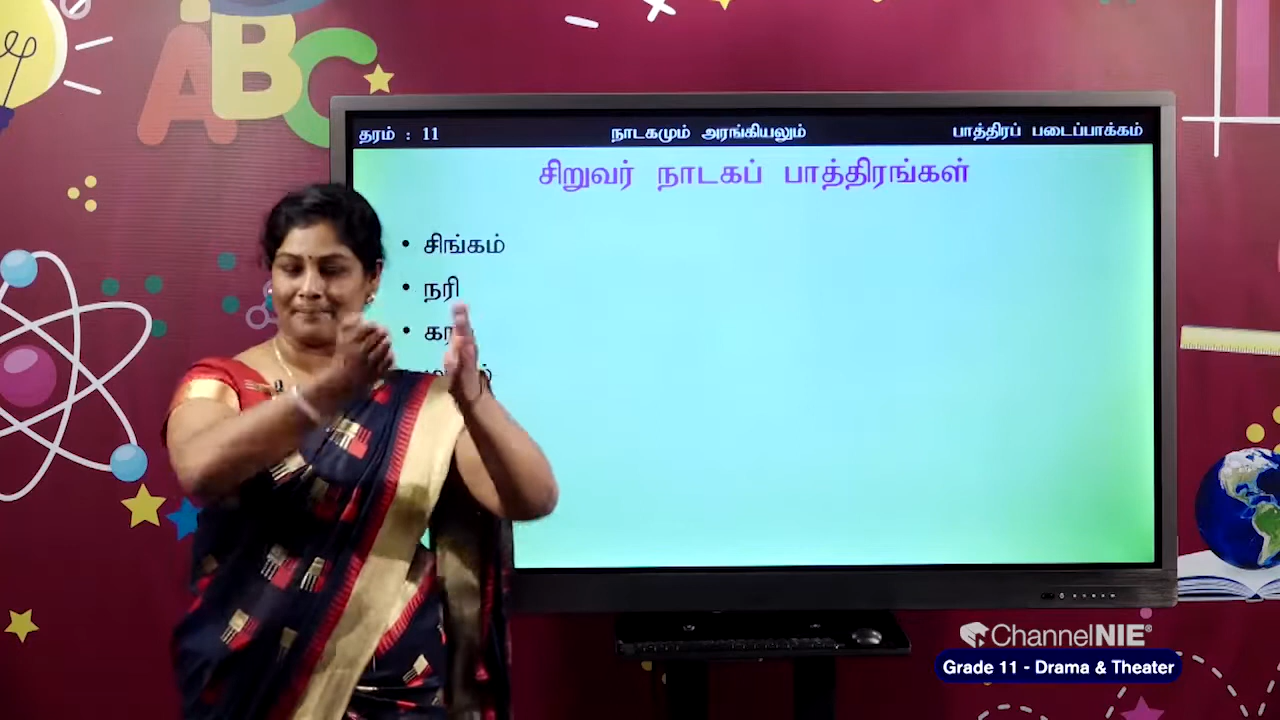 ABC
தரம் : 11 நாடகமும் அரங்கியலும் பாத்திரப் படைப்பாக்கம்
சிறுவர் நாடகப் பாத்திரங்கள்
• சிங்கம்
• நரி
ChannelNIE®
Grade 11 - Drama & Theater